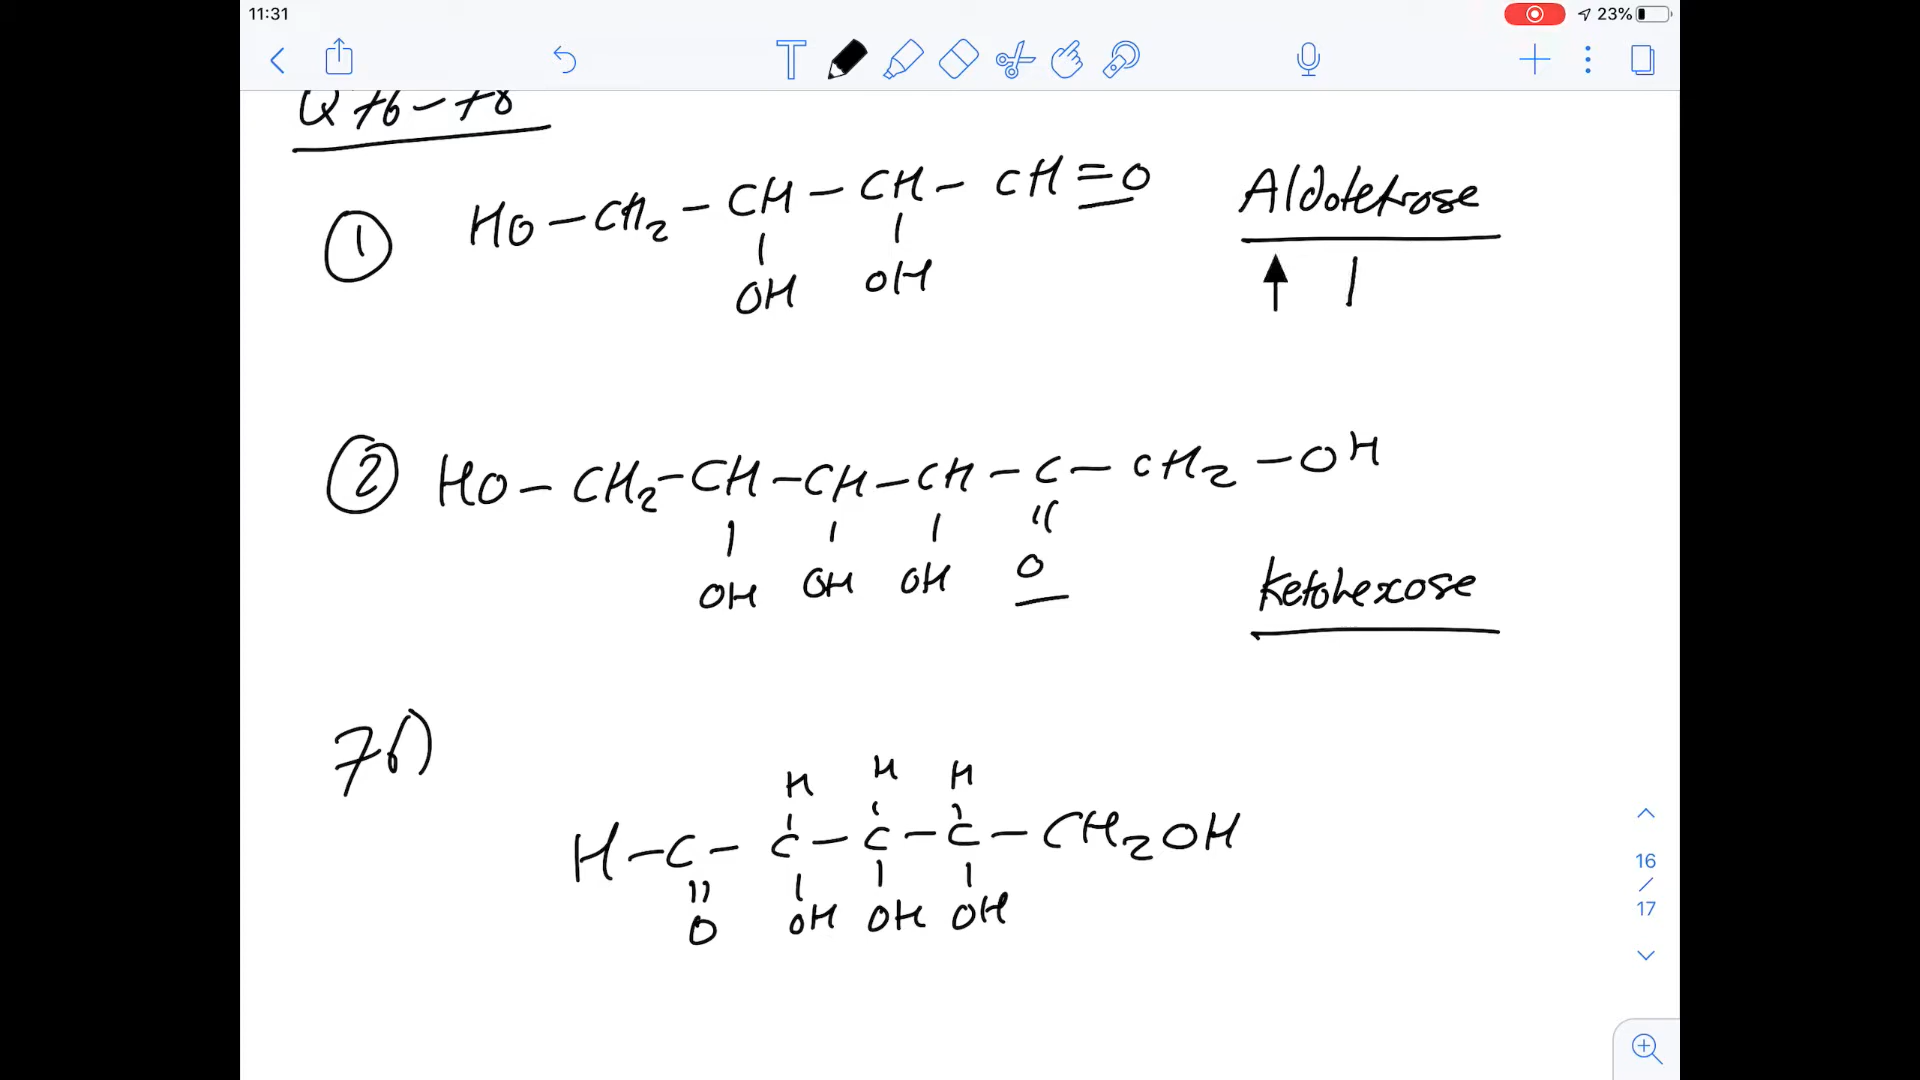 11:31
23%
T
Q76-78
① HO-CH2-CH-CH-CH=O Aldotetrose
OH OH
② HO-CH2-CH-CH-CH-C-CH2-OH
OH OH OH O
Ketohexose
76)
H H H
H-C-C-C-C-CH2OH
O OH OH OH
16
/
17